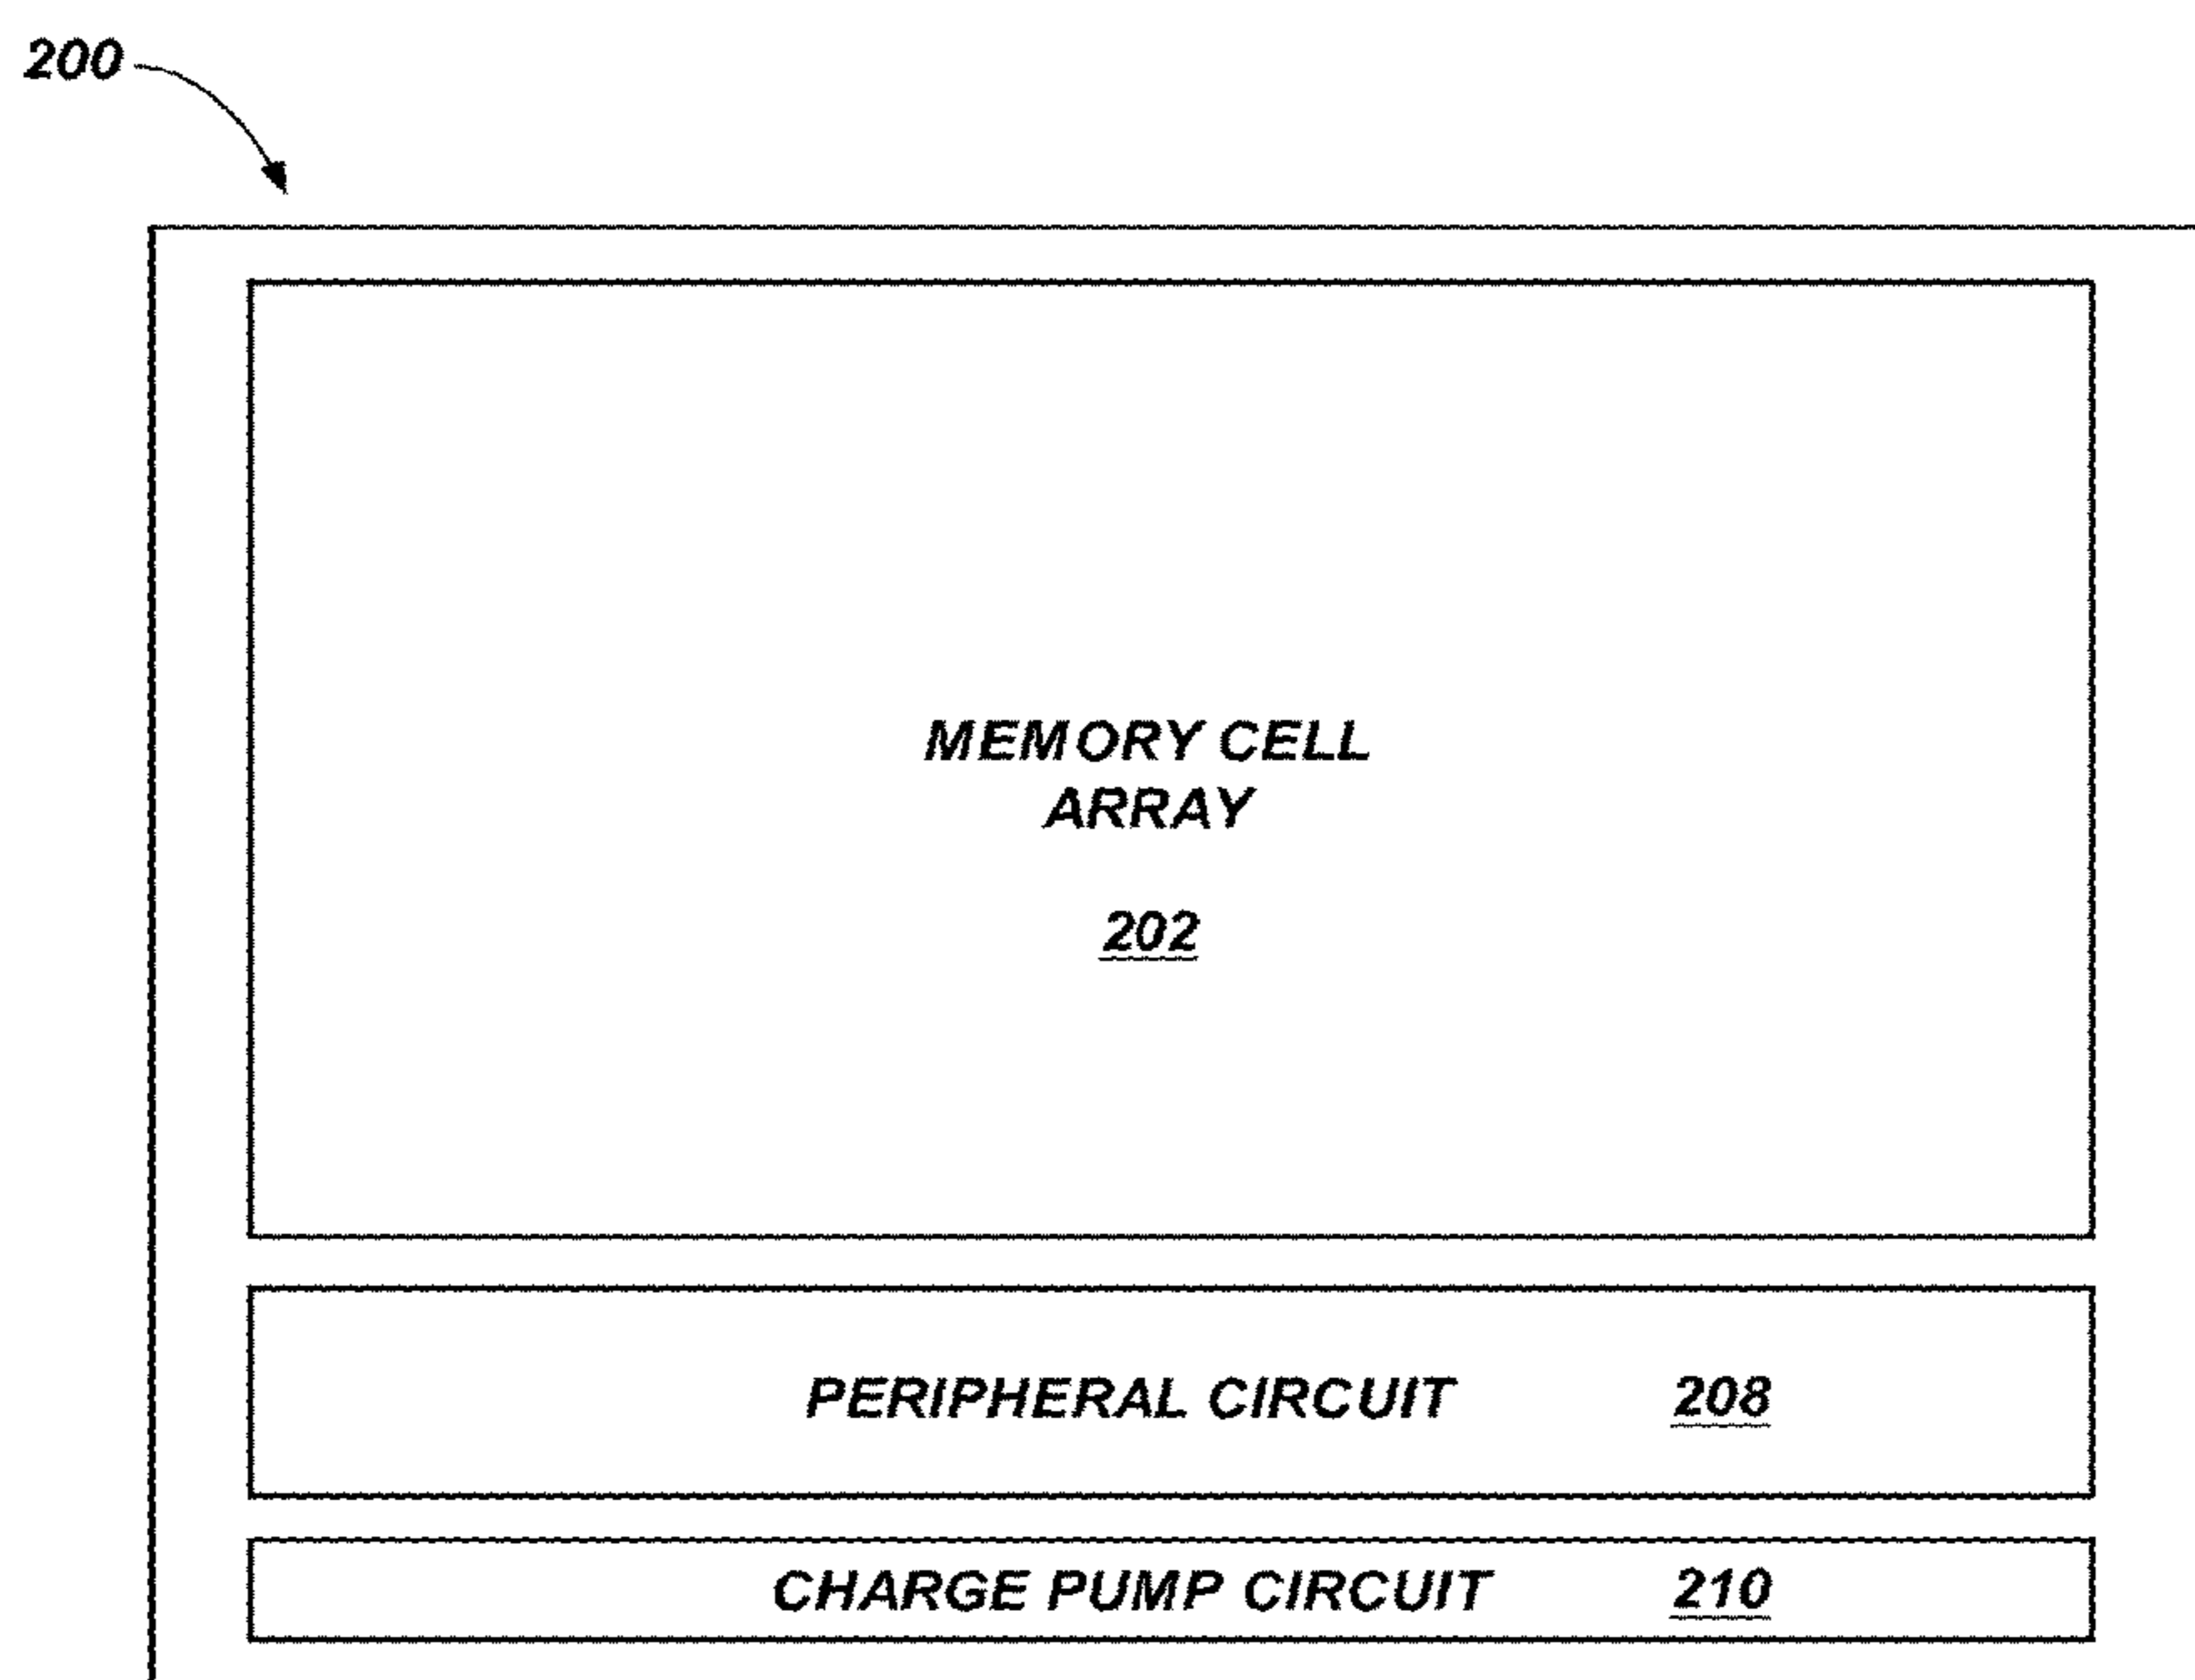 200
MEMORY CELL
ARRAY
202
PERIPHERAL CIRCUIT 208
CHARGE PUMP CIRCUIT 210